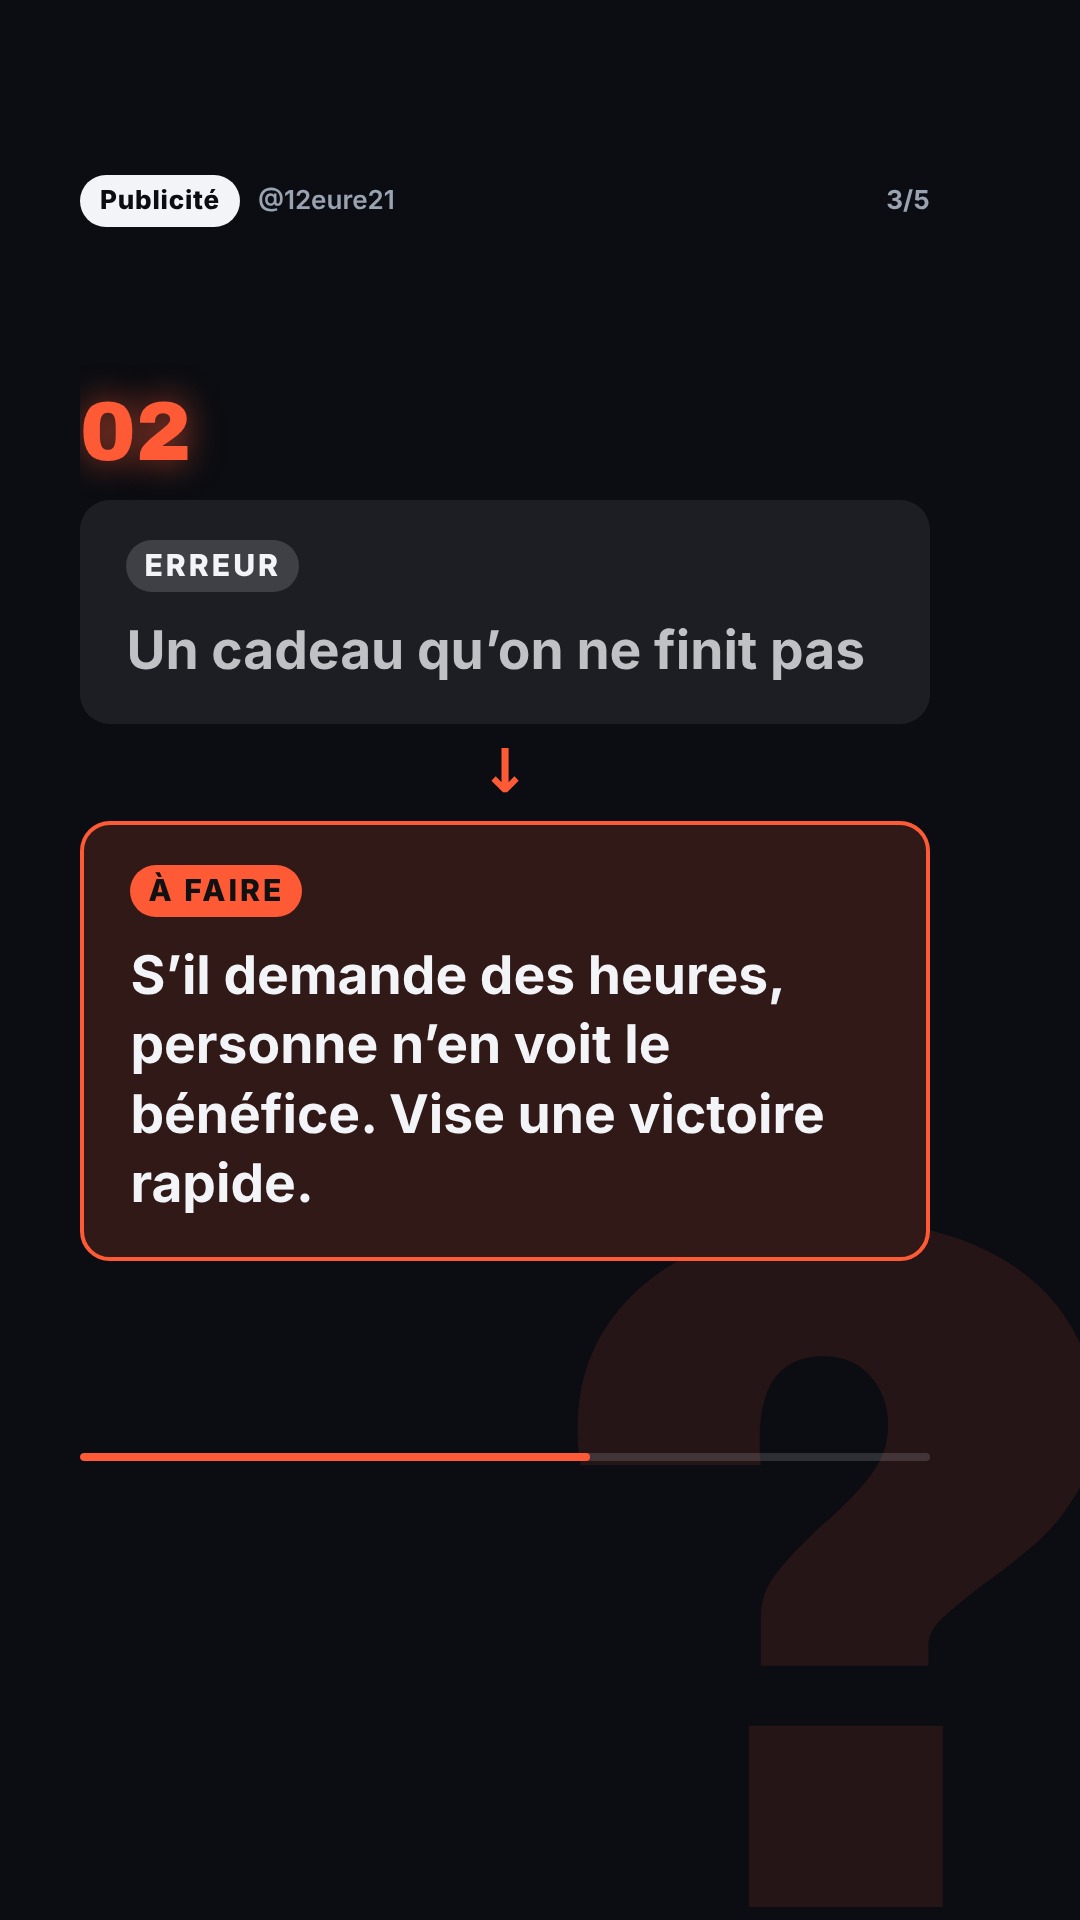 Publicité @12eure21 3/5
02
ERREUR
Un cadeau qu’on ne finit pas
↓
À FAIRE
S’il demande des heures,
personne n’en voit le
bénéfice. Vise une victoire
rapide.
?